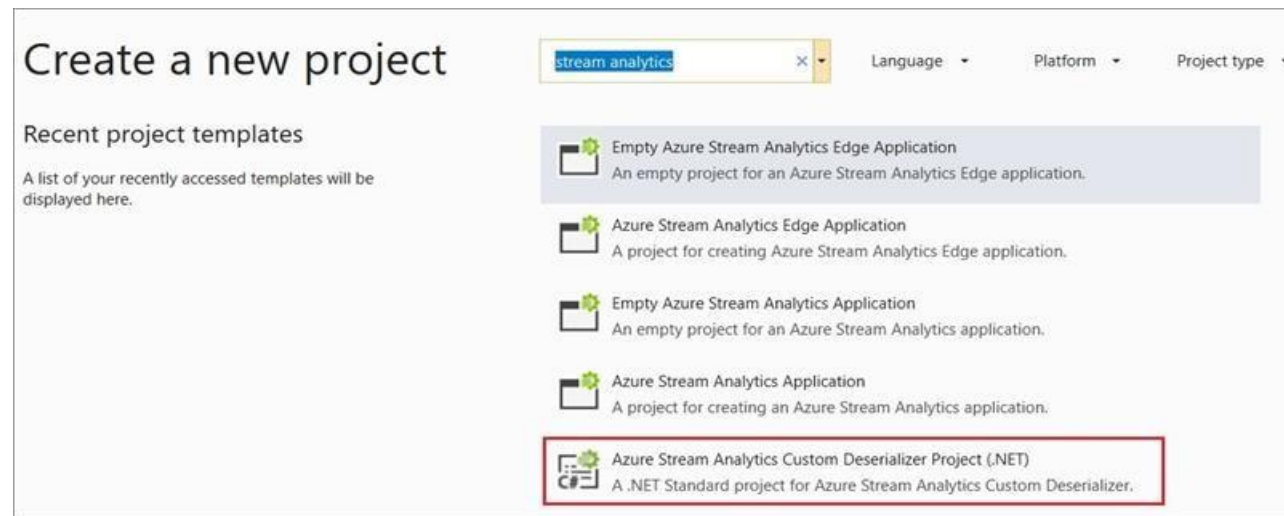 Create a new project
stream analytics
Language
Platform
Project type
Recent project templates
A list of your recently accessed templates will be
displayed here.
Empty Azure Stream Analytics Edge Application
An empty project for an Azure Stream Analytics Edge application.
Azure Stream Analytics Edge Application
A project for creating Azure Stream Analytics Edge application.
Empty Azure Stream Analytics Application
An empty project for an Azure Stream Analytics application.
Azure Stream Analytics Application
A project for creating an Azure Stream Analytics application.
C#
Azure Stream Analytics Custom Deserializer Project (.NET)
A .NET Standard project for Azure Stream Analytics Custom Deserializer.